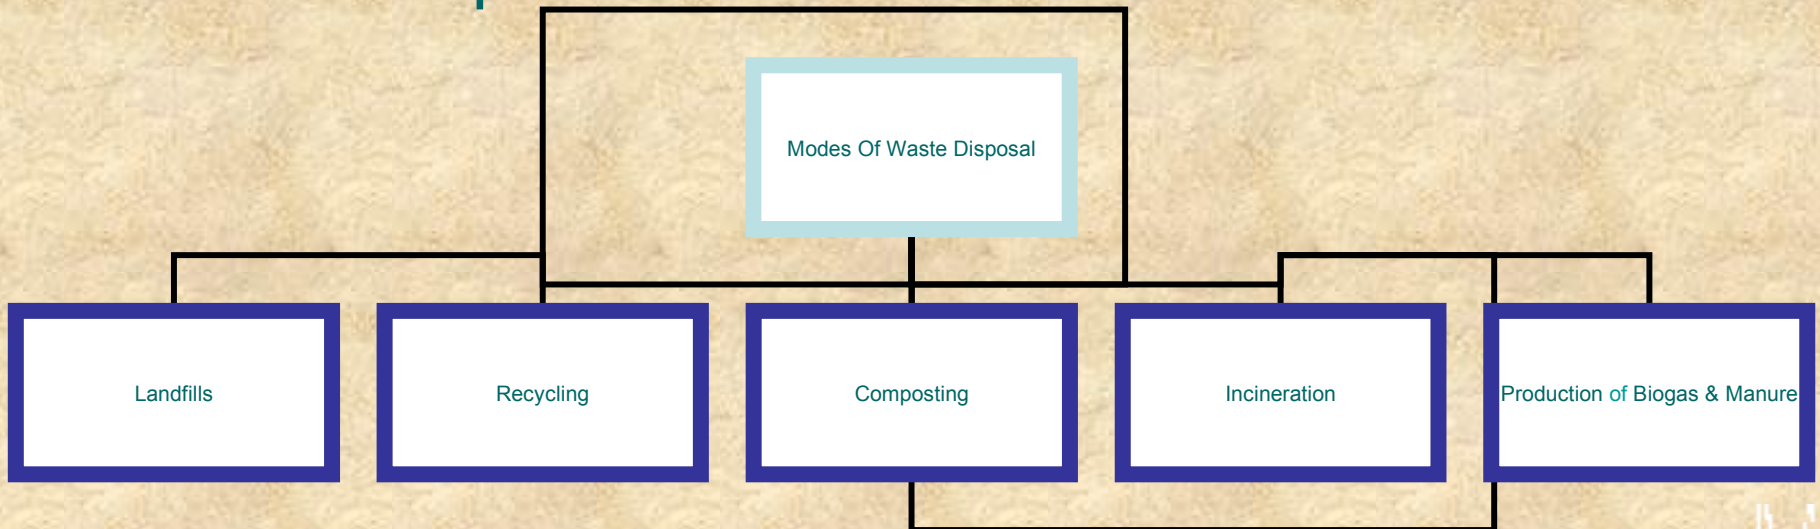 Modes Of Waste Disposal
Landfills
Recycling
Composting
Incineration
Production of Biogas & Manure